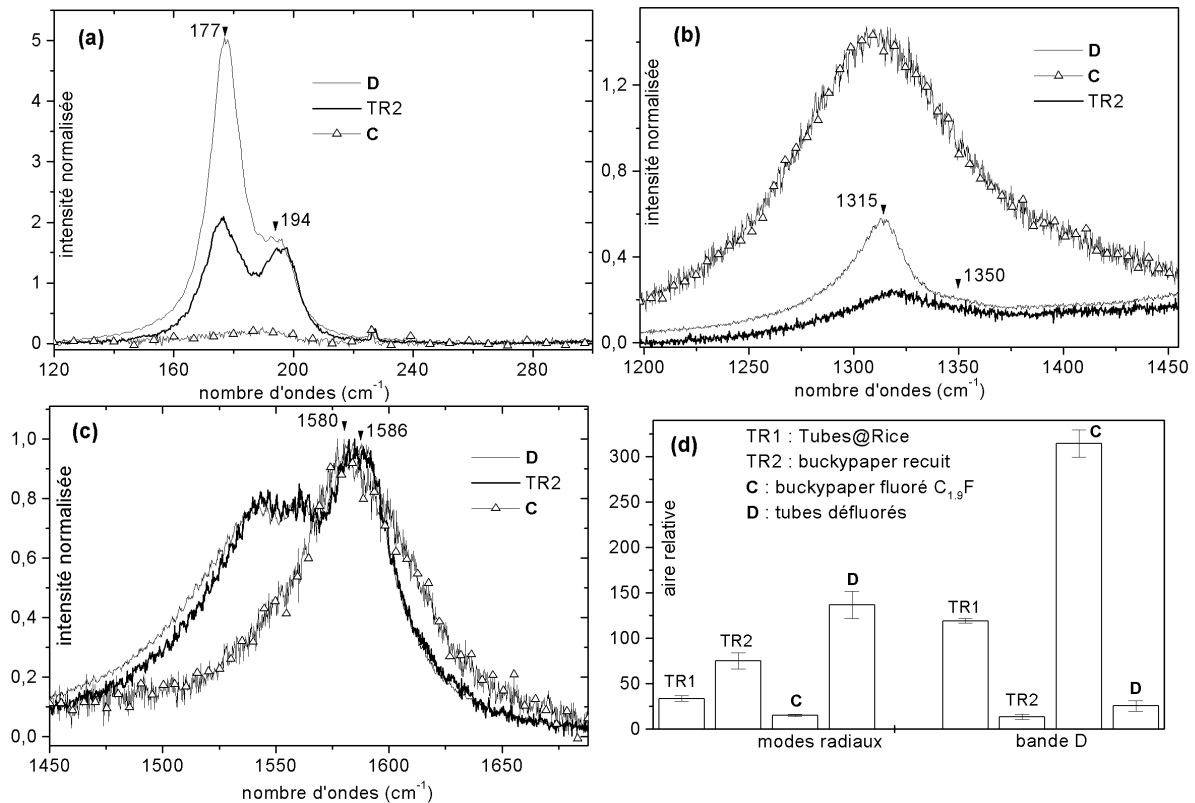 (a)
177
194
D
TR2
C
intensité normalisée
5
4
3
2
1
0
120 160 200 240 280
nombre d'ondes (cm-1)
(b)
D
C
TR2
1315
1350
intensité normalisée
1,2
0,8
0,4
0,0
1200 1250 1300 1350 1400 1450
nombre d'ondes (cm-1)
(c)
1580
1586
D
TR2
C
intensité normalisée
1,0
0,8
0,6
0,4
0,2
0,0
1450 1500 1550 1600 1650
nombre d'ondes (cm-1)
(d)
TR1 : Tubes@Rice
TR2 : buckypaper recuit
C : buckypaper fluoré C1.9F
D : tubes défluorés
aire relative
300
250
200
150
100
50
0
TR1
TR2
C
D
TR1
TR2
C
D
modes radiaux bande D